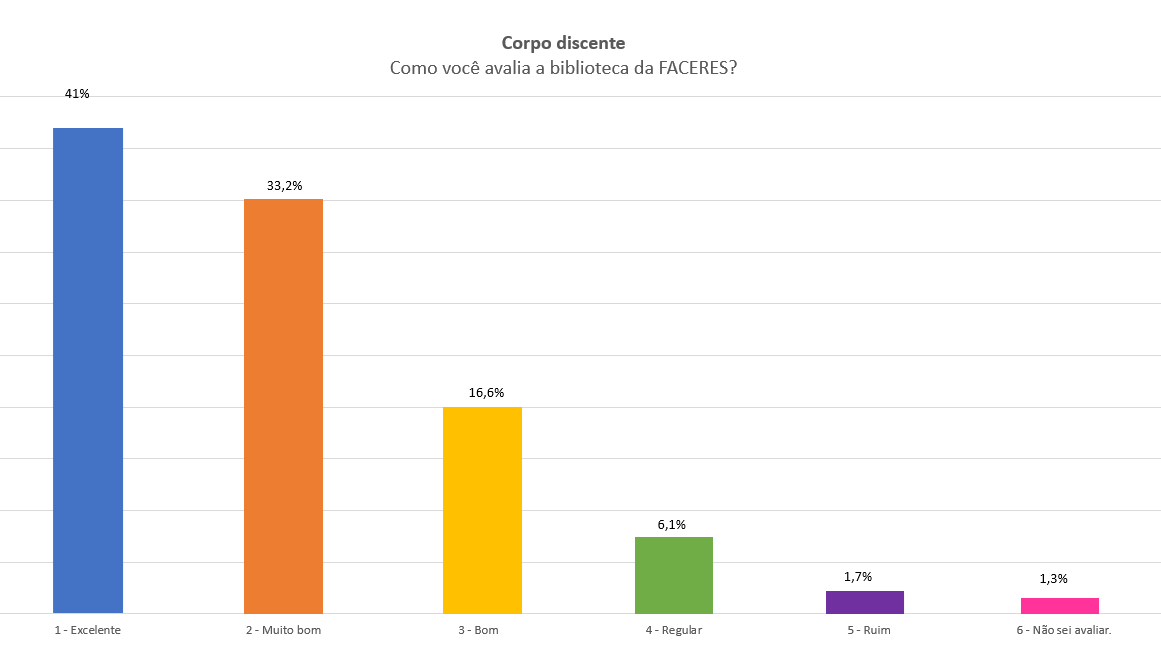 Corpo discente
Como você avalia a biblioteca da FACERES?
41%
33,2%
16,6%
6,1%
1,7%
1,3%
1 - Excelente
2 - Muito bom
3 - Bom
4 - Regular
5 - Ruim
6 - Não sei avaliar.